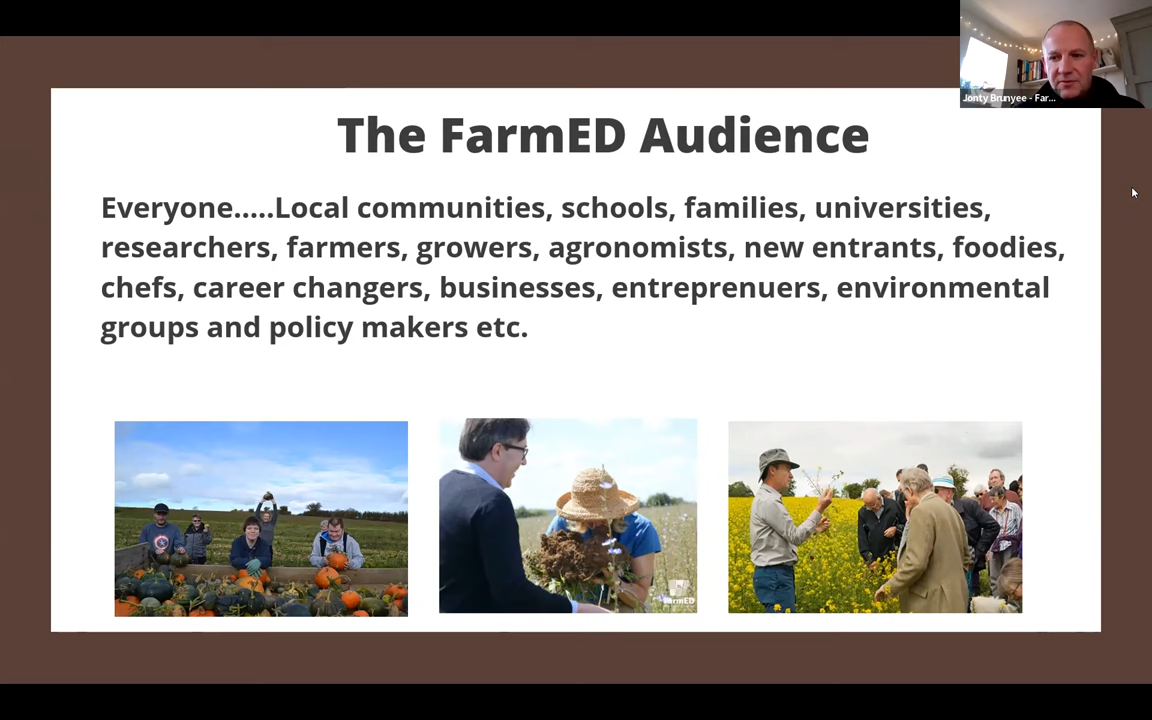 Jonty Brunyee - Far...
The FarmED Audience
Everyone.....Local communities, schools, families, universities,
researchers, farmers, growers, agronomists, new entrants, foodies,
chefs, career changers, businesses, entreprenuers, environmental
groups and policy makers etc.
FarmED